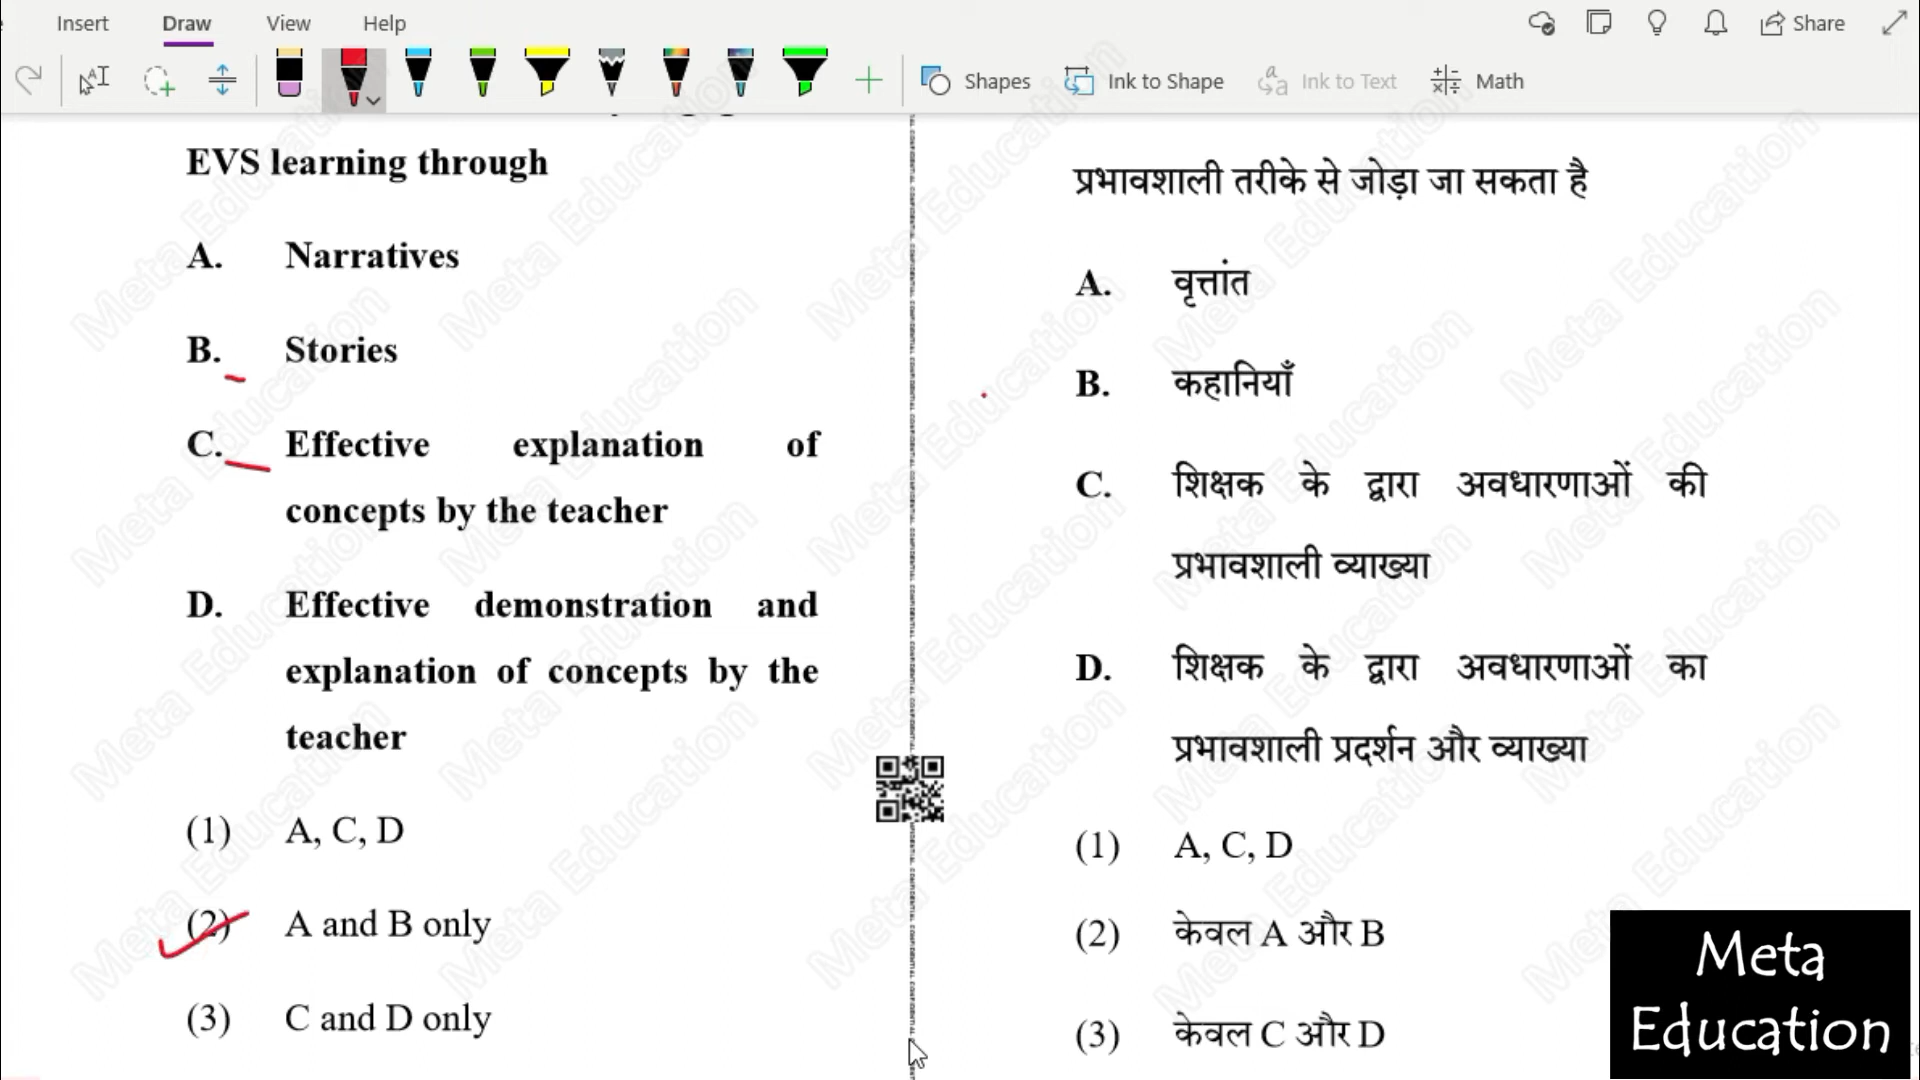 Insert Draw View Help Share
Shapes Ink to Shape Ink to Text Math
EVS learning through
A. Narratives
B. Stories
C. Effective explanation of
concepts by the teacher
D. Effective demonstration and
explanation of concepts by the
teacher
(1) A, C, D
(2) A and B only
(3) C and D only
प्रभावशाली तरीके से जोड़ा जा सकता है
A. वृत्तांत
B. कहानियाँ
C. शिक्षक के द्वारा अवधारणाओं की
प्रभावशाली व्याख्या
D. शिक्षक के द्वारा अवधारणाओं का
प्रभावशाली प्रदर्शन और व्याख्या
(1) A, C, D
(2) केवल A और B
(3) केवल C और D
Meta
Education